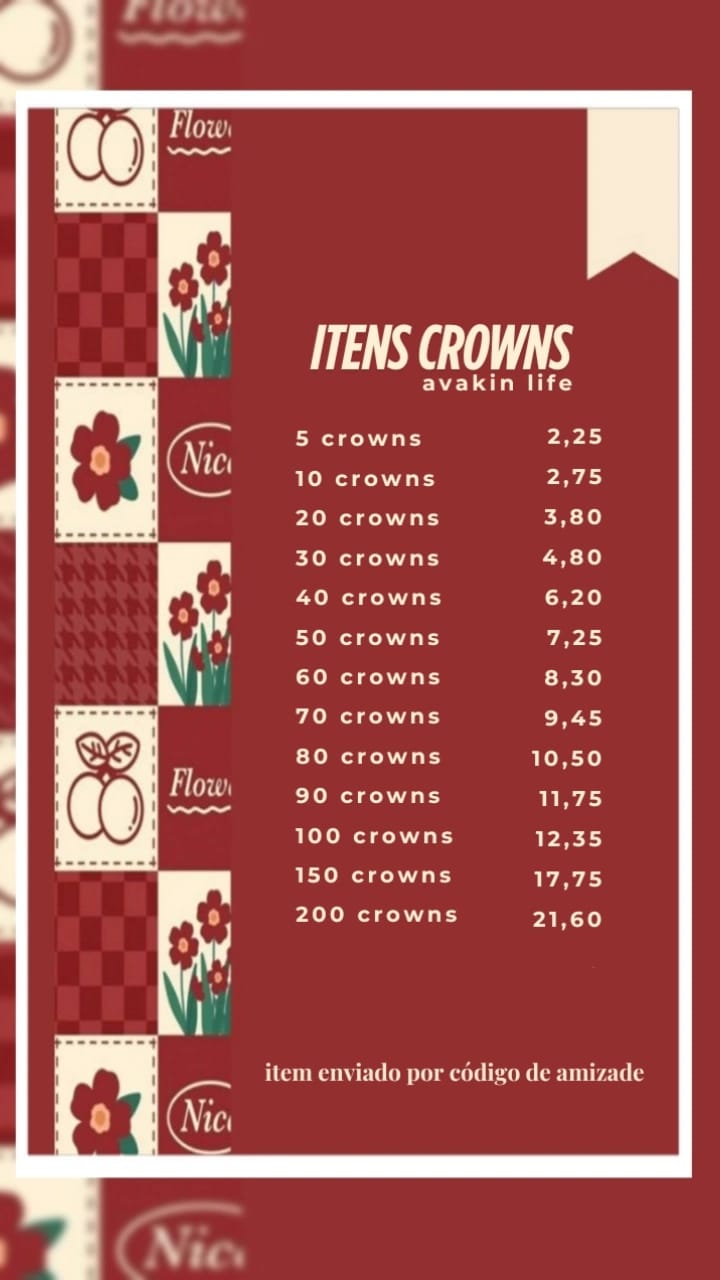 Flow
Flow
ITENS CROWNS
avakin life
5 crowns 2,25
10 crowns 2,75
20 crowns 3,80
30 crowns 4,80
40 crowns 6,20
50 crowns 7,25
60 crowns 8,30
70 crowns 9,45
80 crowns 10,50
90 crowns 11,75
100 crowns 12,35
150 crowns 17,75
200 crowns 21,60
Nic
Flow
item enviado por código de amizade
Nic
Nic